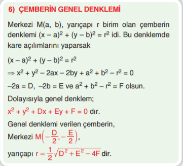 6) ÇEMBERİN GENEL DENKLEMİ
Merkezi M(a, b), yarıçapı r birim olan çemberin
denklemi (x – a)² + (y – b)² = r² idi. Bu denklemde
kare açılımlarını yaparsak
(x – a)² + (y – b)² = r²
⇒ x² + y² – 2ax – 2by + a² + b² – r² = 0
–2a = D, –2b = E ve a² + b² – r² = F olsun.
Dolayısıyla genel denklem;
x² + y² + Dx + Ey + F = 0 dır.
Genel denklemi verilen çemberin,
Merkezi M(–D/2, –E/2),
yarıçapı r = 1/2 √D² + E² – 4F dir.